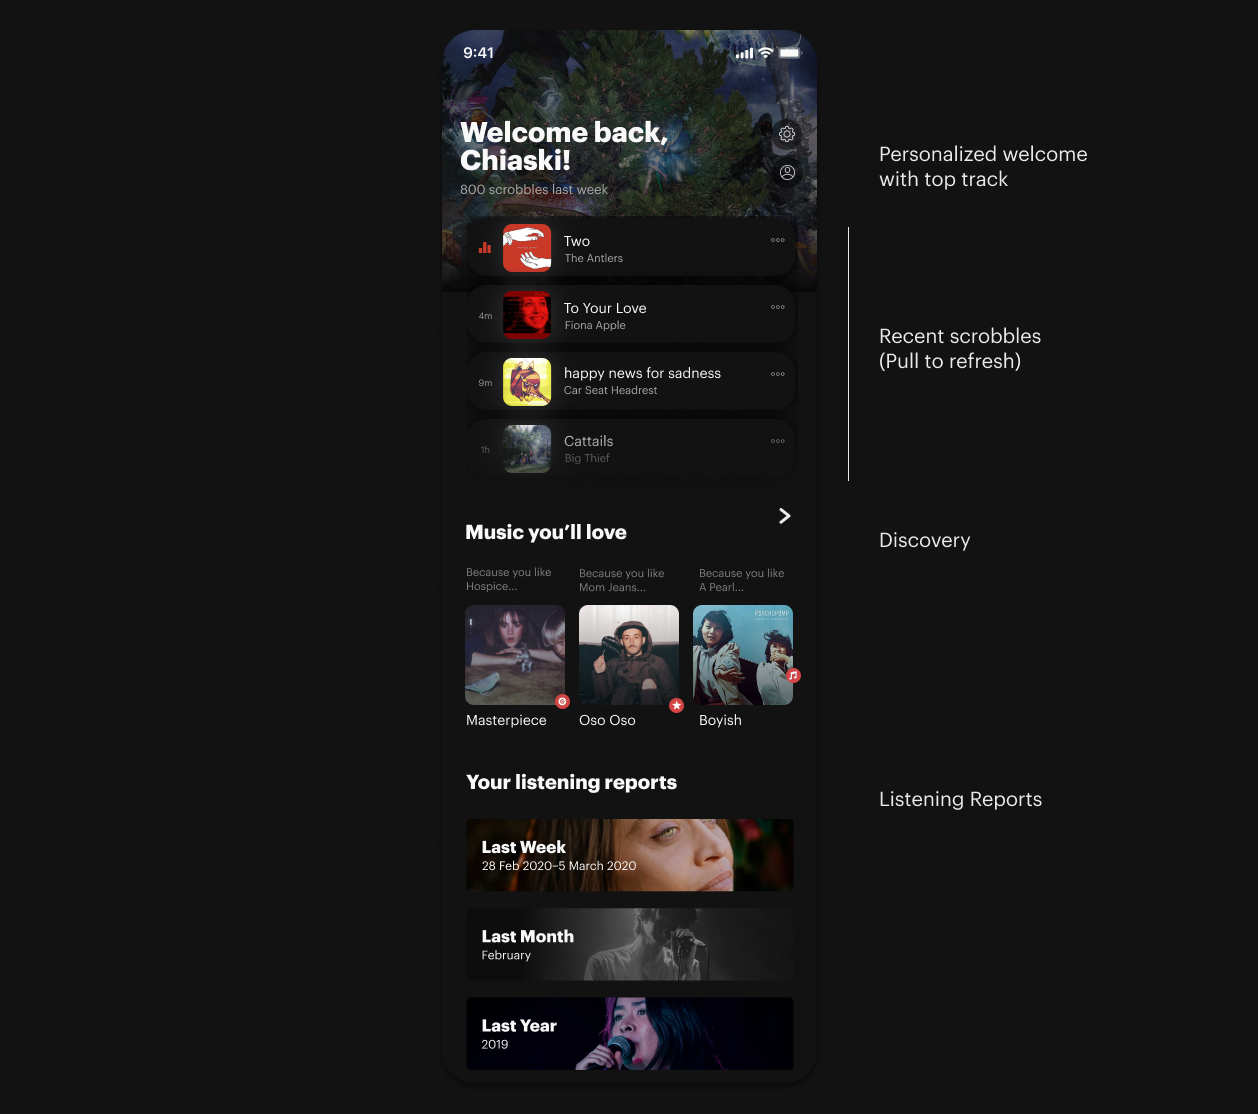 9:41
Welcome back,
Chiaski!
800 scrobbles last week
Two
The Antlers
4m
To Your Love
Fiona Apple
9m
happy news for sadness
Car Seat Headrest
1h
Cattails
Big Thief
Music you’ll love
Because you like
Hospice...
Because you like
Mom Jeans...
Because you like
A Pearl...
PSYCHOPOMP
Masterpiece
Oso Oso
Boyish
Your listening reports
Last Week
28 Feb 2020–5 March 2020
Last Month
February
Last Year
2019
Personalized welcome
with top track
Recent scrobbles
(Pull to refresh)
Discovery
Listening Reports